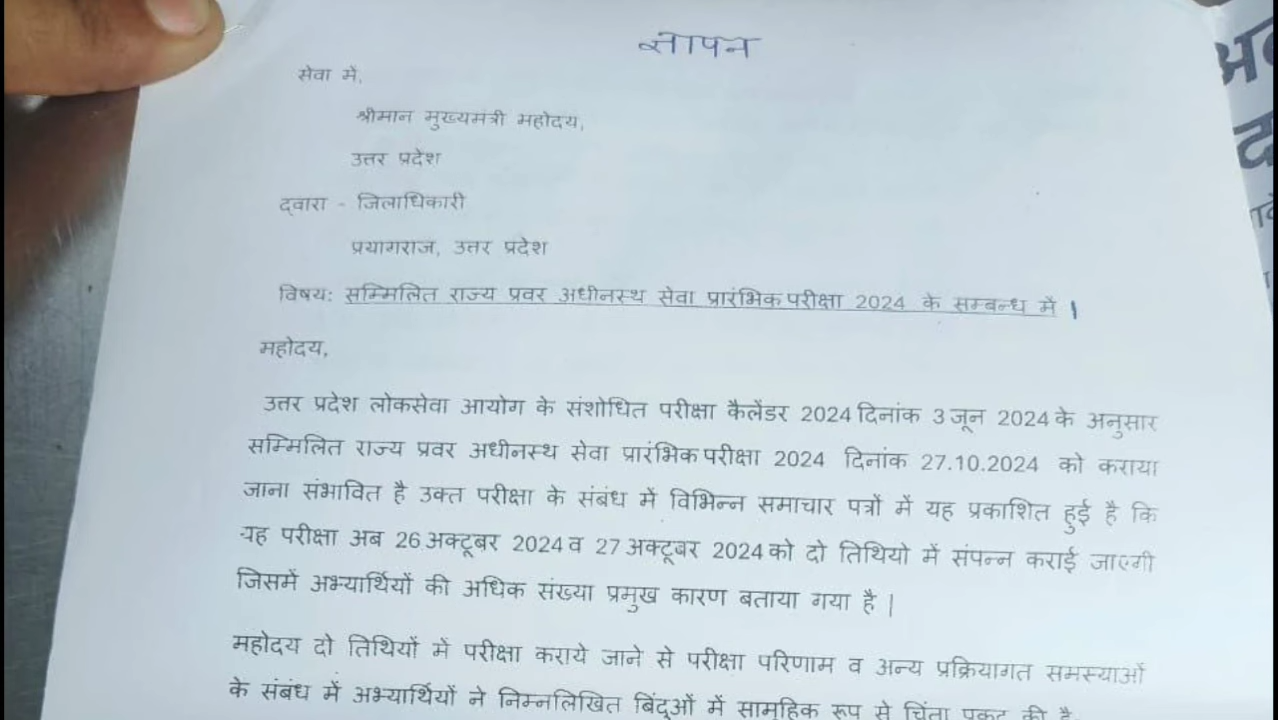 ज्ञापन
सेवा में,
श्रीमान मुख्यमंत्री महोदय,
उत्तर प्रदेश
द्वारा - जिलाधिकारी
प्रयागराज, उत्तर प्रदेश
विषय: सम्मिलित राज्य प्रवर अधीनस्थ सेवा प्रारंभिक परीक्षा 2024 के सम्बन्ध में ।
महोदय,
उत्तर प्रदेश लोकसेवा आयोग के संशोधित परीक्षा कैलेंडर 2024 दिनांक 3 जून 2024 के अनुसार
सम्मिलित राज्य प्रवर अधीनस्थ सेवा प्रारंभिक परीक्षा 2024 दिनांक 27.10.2024 को कराया
जाना संभावित है उक्त परीक्षा के संबंध में विभिन्न समाचार पत्रों में यह प्रकाशित हुई है कि
यह परीक्षा अब 26 अक्टूबर 2024 व 27 अक्टूबर 2024 को दो तिथियो में संपन्न कराई जाएगी
जिसमें अभ्यार्थियों की अधिक संख्या प्रमुख कारण बताया गया है |
महोदय दो तिथियों में परीक्षा कराये जाने से परीक्षा परिणाम व अन्य प्रक्रियागत समस्याओं
के संबंध में अभ्यार्थियों ने निम्नलिखित बिंदुओं में सामूहिक रूप से चिंता प्रकट की है